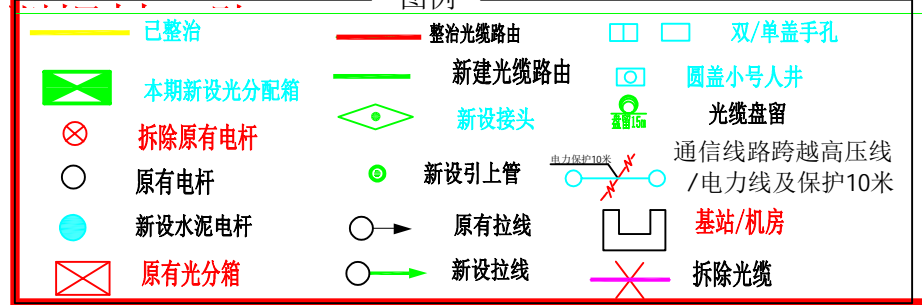 图例
已整治
整治光缆路由
双/单盖手孔
本期新设光分配箱
新建光缆路由
圆盖小号人井
拆除原有电杆
新设接头
盘留15m
光缆盘留
原有电杆
新设引上管
电力保护10米
通信线路跨越高压线
/电力线及保护10米
新设水泥电杆
原有拉线
基站/机房
原有光分箱
新设拉线
拆除光缆